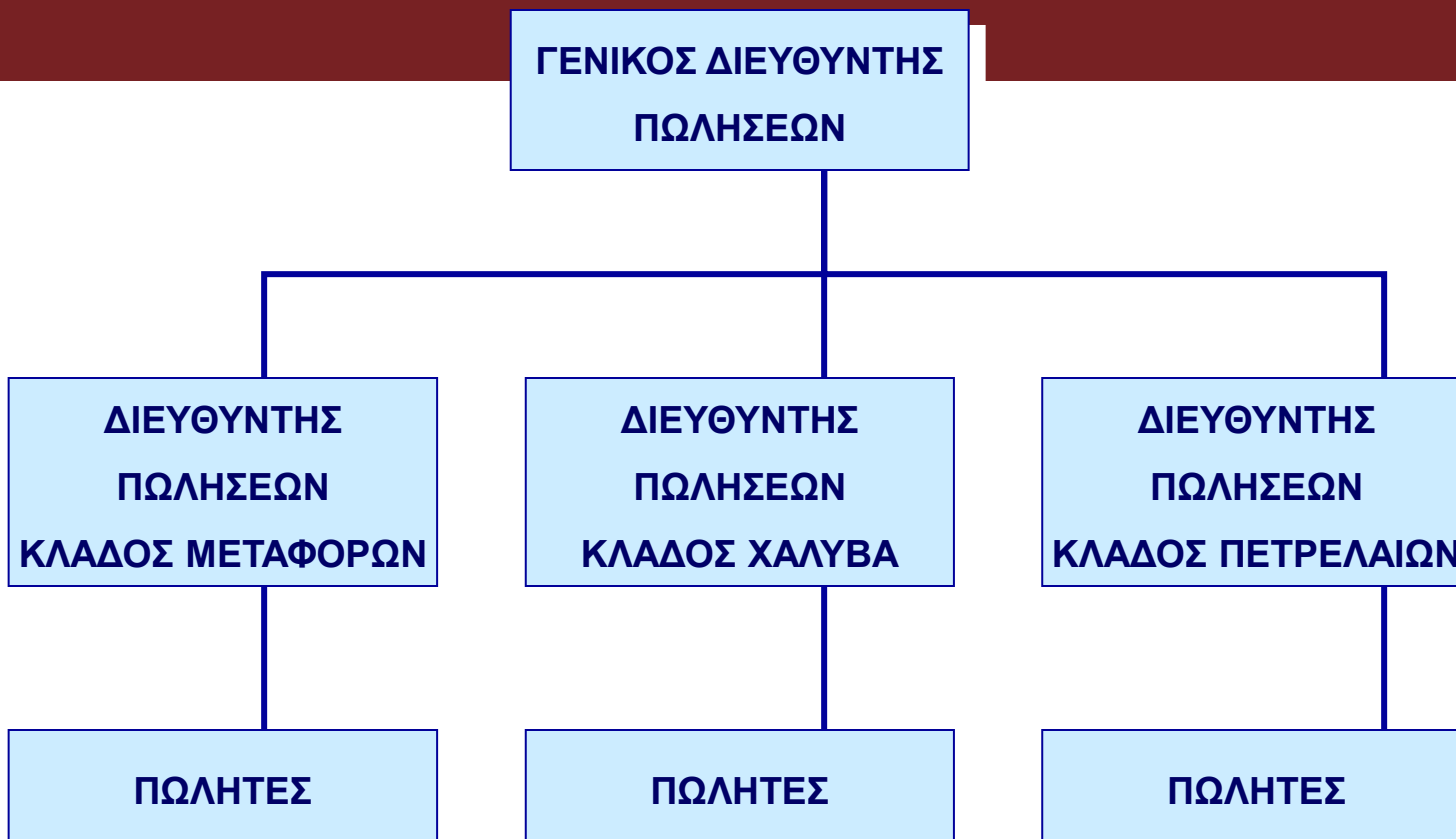 ΓΕΝΙΚΟΣ ΔΙΕΥΘΥΝΤΗΣ
ΠΩΛΗΣΕΩΝ
ΔΙΕΥΘΥΝΤΗΣ
ΠΩΛΗΣΕΩΝ
ΚΛΑΔΟΣ ΜΕΤΑΦΟΡΩΝ
ΔΙΕΥΘΥΝΤΗΣ
ΠΩΛΗΣΕΩΝ
ΚΛΑΔΟΣ ΧΑΛΥΒΑ
ΔΙΕΥΘΥΝΤΗΣ
ΠΩΛΗΣΕΩΝ
ΚΛΑΔΟΣ ΠΕΤΡΕΛΑΙΩΝ
ΠΩΛΗΤΕΣ
ΠΩΛΗΤΕΣ
ΠΩΛΗΤΕΣ